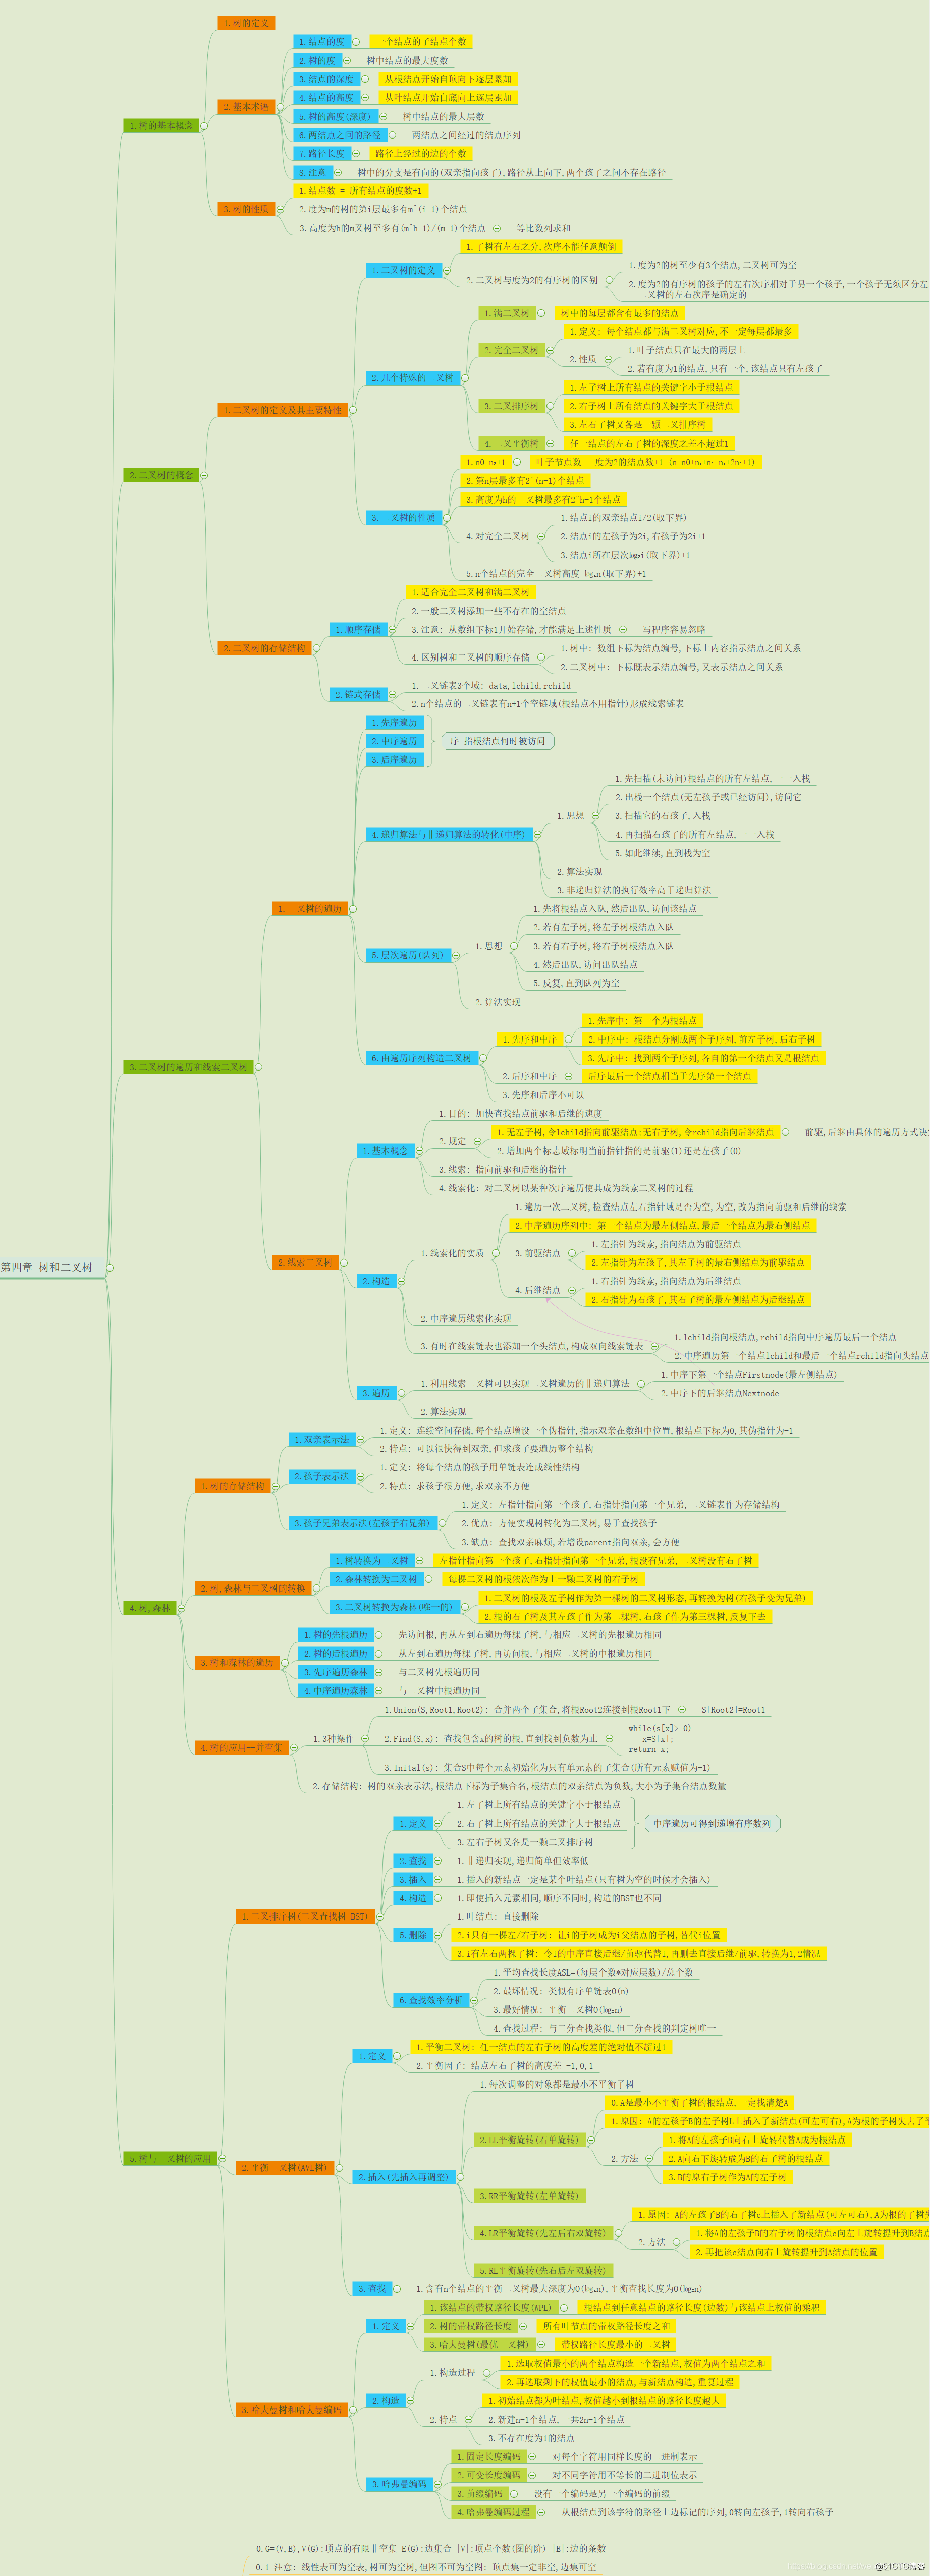 第四章 树和二叉树
1.树的基本概念
1.树的定义
2.基本术语
1.结点的度
一个结点的子结点个数
2.树的度
树中结点的最大度数
3.结点的深度
从根结点开始自顶向下逐层累加
4.结点的高度
从叶结点开始自底向上逐层累加
5.树的高度(深度)
树中结点的最大层数
6.两结点之间的路径
两结点之间经过的结点序列
7.路径长度
路径上经过的边的个数
8.注意
树中的分支是有向的(双亲指向孩子),路径从上向下,两个孩子之间不存在路径
3.树的性质
1.结点数 = 所有结点的度数+1
2.度为m的树的第i层最多有m^(i-1)个结点
3.高度为h的m叉树至多有(m^h-1)/(m-1)个结点
等比数列求和
2.二叉树的概念
1.二叉树的定义及其主要特性
1.二叉树的定义
1.子树有左右之分,次序不能任意颠倒
2.二叉树与度为2的有序树的区别
1.度为2的树至少有3个结点,二叉树可为空
2.度为2的有序树的孩子的左右次序相对于另一个孩子,一个孩子无须区分左
二叉树的左右次序是确定的
2.几个特殊的二叉树
1.满二叉树
树中的每层都含有最多的结点
2.完全二叉树
1.定义: 每个结点都与满二叉树对应,不一定每层都最多
2.性质
1.叶子结点只在最大的两层上
2.若有度为1的结点,只有一个,该结点只有左孩子
3.二叉排序树
1.左子树上所有结点的关键字小于根结点
2.右子树上所有结点的关键字大于根结点
3.左右子树又各是一颗二叉排序树
4.二叉平衡树
任一结点的左右子树的深度之差不超过1
3.二叉树的性质
1.n0=n₂+1
叶子节点数 = 度为2的结点数+1 (n=n0+n₁+n₂=n₁+2n₂+1)
2.第n层最多有2^(n-1)个结点
3.高度为h的二叉树最多有2^h-1个结点
4.对完全二叉树
1.结点i的双亲结点i/2(取下界)
2.结点i的左孩子为2i,右孩子为2i+1
3.结点i所在层次log₂i(取下界)+1
5.n个结点的完全二叉树高度 log₂n(取下界)+1
2.二叉树的存储结构
1.顺序存储
1.适合完全二叉树和满二叉树
2.一般二叉树添加一些不存在的空结点
3.注意: 从数组下标1开始存储,才能满足上述性质
写程序容易忽略
4.区别树和二叉树的顺序存储
1.树中: 数组下标为结点编号,下标上内容指示结点之间关系
2.二叉树中: 下标既表示结点编号,又表示结点之间关系
2.链式存储
1.二叉链表3个域: data,lchild,rchild
2.n个结点的二叉链表有n+1个空链域(根结点不用指针)形成线索链表
3.二叉树的遍历和线索二叉树
1.二叉树的遍历
1.先序遍历
2.中序遍历
3.后序遍历
序 指根结点何时被访问
4.递归算法与非递归算法的转化(中序)
1.思想
1.先扫描(未访问)根结点的所有左结点,一一入栈
2.出栈一个结点(无左孩子或已经访问),访问它
3.扫描它的右孩子,入栈
4.再扫描右孩子的所有左结点,一一入栈
5.如此继续,直到栈为空
2.算法实现
3.非递归算法的执行效率高于递归算法
5.层次遍历(队列)
1.思想
1.先将根结点入队,然后出队,访问该结点
2.若有左子树,将左子树根结点入队
3.若有右子树,将右子树根结点入队
4.然后出队,访问出队结点
5.反复,直到队列为空
2.算法实现
6.由遍历序列构造二叉树
1.先序和中序
1.先序中: 第一个为根结点
2.中序中: 根结点分割成两个子序列,前左子树,后右子树
3.先序中: 找到两个子序列,各自的第一个结点又是根结点
2.后序和中序
后序最后一个结点相当于先序第一个结点
3.先序和后序不可以
2.线索二叉树
1.基本概念
1.目的: 加快查找结点前驱和后继的速度
2.规定
1.无左子树,令lchild指向前驱结点;无右子树,令rchild指向后继结点
前驱,后继由具体的遍历方式决
2.增加两个标志域标明当前指针指的是前驱(1)还是左孩子(0)
3.线索: 指向前驱和后继的指针
4.线索化: 对二叉树以某种次序遍历使其成为线索二叉树的过程
2.构造
1.线索化的实质
1.遍历一次二叉树,检查结点左右指针域是否为空,为空,改为指向前驱和后继的线索
2.中序遍历序列中: 第一个结点为最左侧结点,最后一个结点为最右侧结点
3.前驱结点
1.左指针为线索,指向结点为前驱结点
2.左指针为左孩子,其左子树的最右侧结点为前驱结点
4.后继结点
1.右指针为线索,指向结点为后继结点
2.右指针为右孩子,其右子树的最左侧结点为后继结点
2.中序遍历线索化实现
3.有时在线索链表也添加一个头结点,构成双向线索链表
1.lchild指向根结点,rchild指向中序遍历最后一个结点
2.中序遍历第一个结点lchild和最后一个结点rchild指向头结点
3.遍历
1.利用线索二叉树可以实现二叉树遍历的非递归算法
1.中序下第一个结点Firstnode(最左侧结点)
2.中序下的后继结点Nextnode
2.算法实现
4.树,森林
1.树的存储结构
1.双亲表示法
1.定义: 连续空间存储,每个结点增设一个伪指针,指示双亲在数组中位置,根结点下标为0,其伪指针为-1
2.特点: 可以很快得到双亲,但求孩子要遍历整个结构
2.孩子表示法
1.定义: 将每个结点的孩子用单链表连成线性结构
2.特点: 求孩子很方便,求双亲不方便
3.孩子兄弟表示法(左孩子右兄弟)
1.定义: 左指针指向第一个孩子,右指针指向第一个兄弟,二叉链表作为存储结构
2.优点: 方便实现树转化为二叉树,易于查找孩子
3.缺点: 查找双亲麻烦,若增设parent指向双亲,会方便
2.树,森林与二叉树的转换
1.树转换为二叉树
左指针指向第一个孩子,右指针指向第一个兄弟,根没有兄弟,二叉树没有右子树
2.森林转换为二叉树
每棵二叉树的根依次作为上一颗二叉树的右子树
3.二叉树转换为森林(唯一的)
1.二叉树的根及左子树作为第一棵树的二叉树形态,再转换为树(右孩子变为兄弟)
2.根的右子树及其左孩子作为第二棵树,右孩子作为第三棵树,反复下去
3.树和森林的遍历
1.树的先根遍历
先访问根,再从左到右遍历每棵子树,与相应二叉树的先根遍历相同
2.树的后根遍历
从左到右遍历每棵子树,再访问根,与相应二叉树的中根遍历相同
3.先序遍历森林
与二叉树先根遍历同
4.中序遍历森林
与二叉树中根遍历同
4.树的应用--并查集
1.3种操作
1.Union(S,Root1,Root2): 合并两个子集合,将根Root2连接到根Root1下
S[Root2]=Root1
2.Find(S,x): 查找包含x的树的根,直到找到负数为止
while(s[x]>=0)
x=S[x];
return x;
3.Inital(s): 集合S中每个元素初始化为只有单元素的子集合(所有元素赋值为-1)
2.存储结构: 树的双亲表示法,根结点下标为子集合名,根结点的双亲结点为负数,大小为子集合结点数量
5.树与二叉树的应用
1.二叉排序树(二叉查找树 BST)
1.定义
1.左子树上所有结点的关键字小于根结点
2.右子树上所有结点的关键字大于根结点
3.左右子树又各是一颗二叉排序树
中序遍历可得到递增有序数列
2.查找
1.非递归实现,递归简单但效率低
3.插入
1.插入的新结点一定是某个叶结点(只有树为空的时候才会插入)
4.构造
1.即使插入元素相同,顺序不同时,构造的BST也不同
5.删除
1.叶结点: 直接删除
2.i只有一棵左/右子树: 让i的子树成为i父结点的子树,替代i位置
3.i有左右两棵子树: 令i的中序直接后继/前驱代替i,再删去直接后继/前驱,转换为1,2情况
6.查找效率分析
1.平均查找长度ASL=(每层个数*对应层数)/总个数
2.最坏情况: 类似有序单链表O(n)
3.最好情况: 平衡二叉树O(log₂n)
4.查找过程: 与二分查找类似,但二分查找的判定树唯一
2.平衡二叉树(AVL树)
1.定义
1.平衡二叉树: 任一结点的左右子树的高度差的绝对值不超过1
2.平衡因子: 结点左右子树的高度差 -1,0,1
2.插入(先插入再调整)
1.每次调整的对象都是最小不平衡子树
2.LL平衡旋转(右单旋转)
0.A是最小不平衡子树的根结点,一定找清楚A
1.原因: A的左孩子B的左子树L上插入了新结点(可左可右),A为根的子树失去了平
2.方法
1.将A的左孩子B向右上旋转代替A成为根结点
2.A向右下旋转成为B的右子树的根结点
3.B的原右子树作为A的左子树
3.RR平衡旋转(左单旋转)
4.LR平衡旋转(先左后右双旋转)
1.原因: A的左孩子B的右子树c上插入了新结点(可左可右),A为根的子树失
2.方法
1.将A的左孩子B的右子树的根结点c向左上旋转提升到B结点
2.再把该c结点向右上旋转提升到A结点的位置
5.RL平衡旋转(先右后左双旋转)
3.查找
1.含有n个结点的平衡二叉树最大深度为O(log₂n),平衡查找长度为O(log₂n)
3.哈夫曼树和哈夫曼编码
1.定义
1.该结点的带权路径长度(WPL)
根结点到任意结点的路径长度(边数)与该结点上权值的乘积
2.树的带权路径长度
所有叶节点的带权路径长度之和
3.哈夫曼树(最优二叉树)
带权路径长度最小的二叉树
2.构造
1.构造过程
1.选取权值最小的两个结点构造一个新结点,权值为两个结点之和
2.再选取剩下的权值最小的结点,与新结点构造,重复过程
2.特点
1.初始结点都为叶结点,权值越小到根结点的路径长度越大
2.新建n-1个结点,一共2n-1个结点
3.不存在度为1的结点
3.哈弗曼编码
1.固定长度编码
对每个字符用同样长度的二进制表示
2.可变长度编码
对不同字符用不等长的二进制位表示
3.前缀编码
没有一个编码是另一个编码的前缀
4.哈弗曼编码过程
从根结点到该字符的路径上边标记的序列,0转向左孩子,1转向右孩子
0.G=(V,E),V(G):顶点的有限非空集 E(G):边集合 |V|:顶点个数(图的阶) |E|:边的条数
0.1 注意: 线性表可为空表,树可为空树,但图不可为空图: 顶点集一定非空,边集可空
@51CTO博客